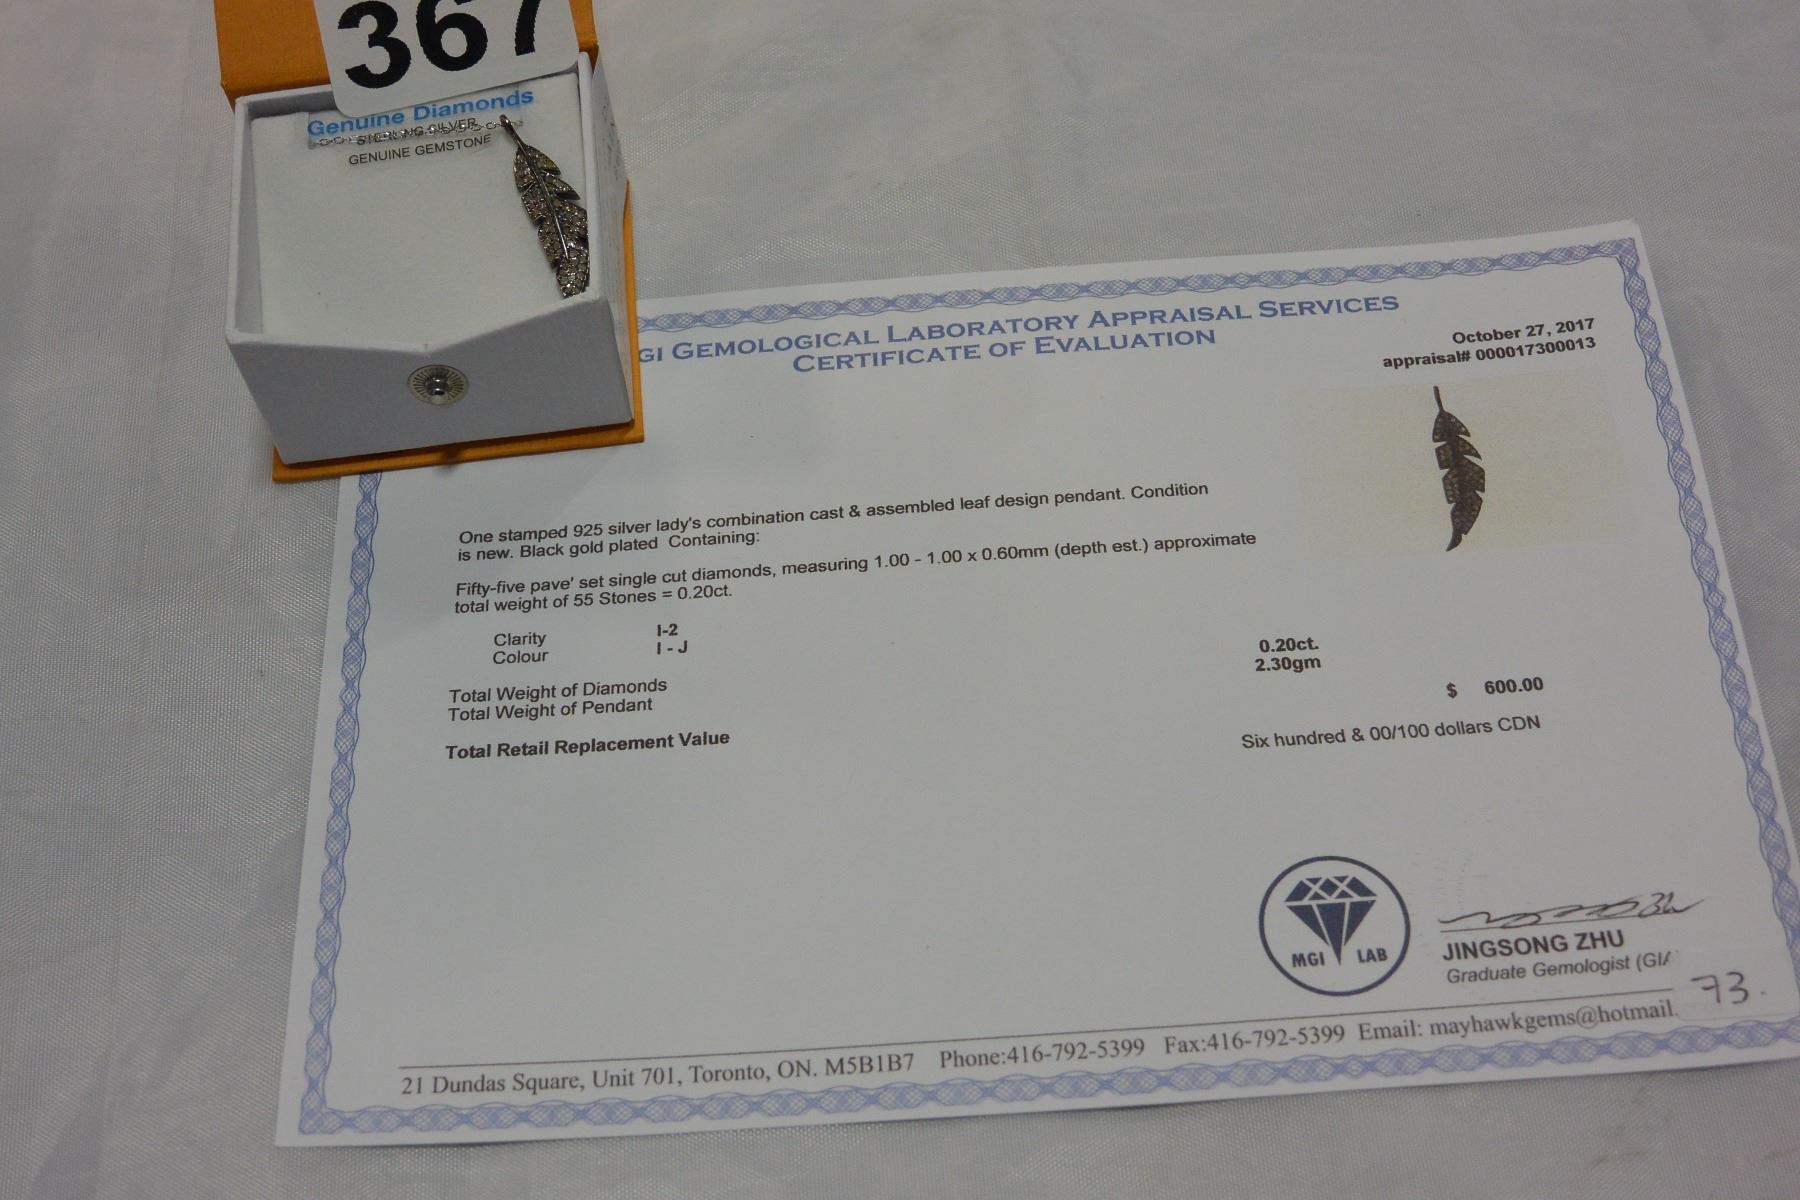 367
Genuine Diamonds
STERLING SILVER
GENUINE GEMSTONE
GI GEMOLOGICAL LABORATORY APPRAISAL SERVICES
CERTIFICATE OF EVALUATION
October 27, 2017
appraisal# 000017300013
One stamped 925 silver lady's combination cast & assembled leaf design pendant. Condition
is new. Black gold plated Containing:
Fifty-five pave' set single cut diamonds, measuring 1.00 - 1.00 x 0.60mm (depth est.) approximate
total weight of 55 Stones = 0.20ct.
Clarity I-2
Colour I - J
Total Weight of Diamonds 0.20ct.
Total Weight of Pendant 2.30gm
Total Retail Replacement Value $ 600.00
Six hundred & 00/100 dollars CDN
MGI LAB
JINGSONG ZHU
Graduate Gemologist (GIA
73.
21 Dundas Square, Unit 701, Toronto, ON. M5B1B7 Phone:416-792-5399 Fax:416-792-5399 Email: mayhawkgems@hotmail.